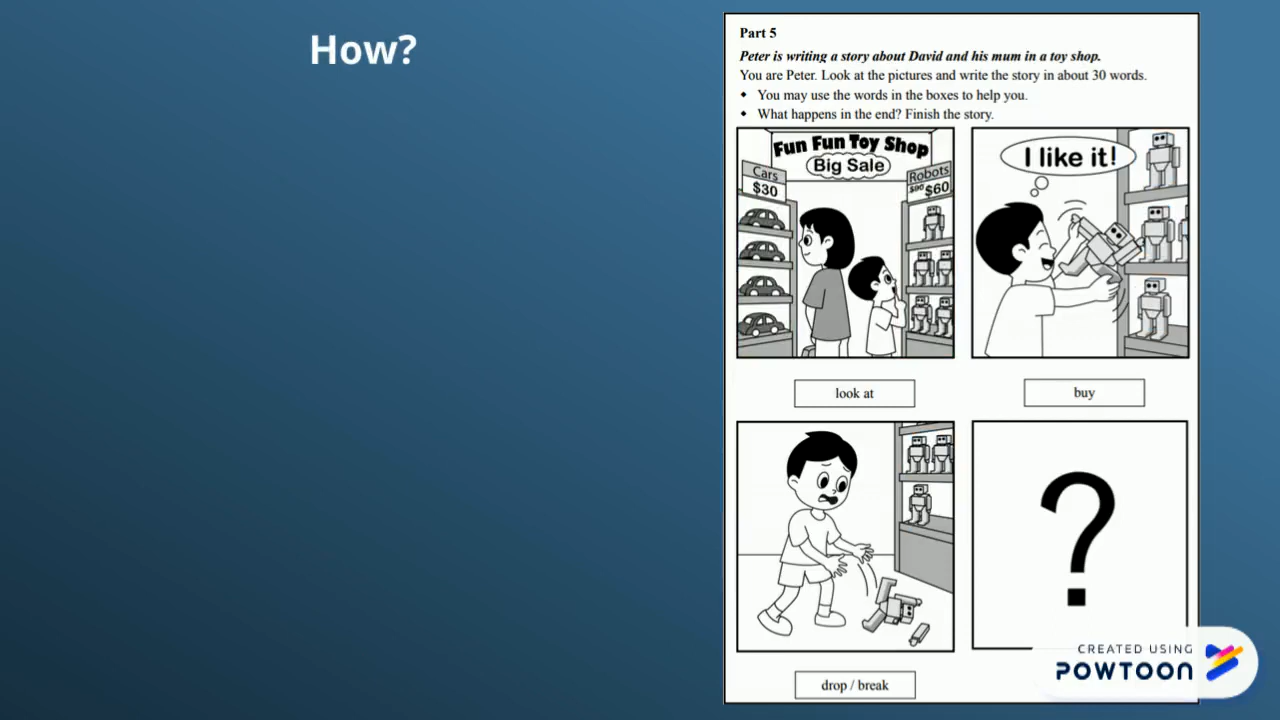 How?
Part 5
Peter is writing a story about David and his mum in a toy shop.
You are Peter. Look at the pictures and write the story in about 30 words.
◆ You may use the words in the boxes to help you.
◆ What happens in the end? Finish the story.
Fun Fun Toy Shop
Big Sale
Cars
$30
Robots
$90 $60
I like it!
look at
buy
?
drop / break
CREATED USING
POWTOON